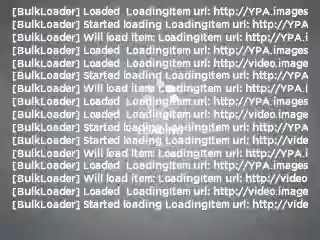 [BulkLoader] Loaded LoadingItem url: http://YPA.images
[BulkLoader] Started loading LoadingItem url: http://YPA
[BulkLoader] Will load item: LoadingItem url: http://YPA.i
[BulkLoader] Loaded LoadingItem url: http://YPA.images
[BulkLoader] Loaded LoadingItem url: http://video.image
[BulkLoader] Started loading LoadingItem url: http://YPA
[BulkLoader] Will load item: LoadingItem url: http://YPA.i
[BulkLoader] Loaded LoadingItem url: http://YPA.images
[BulkLoader] Loaded LoadingItem url: http://video.image
[BulkLoader] Started loading LoadingItem url: http://YPA
[BulkLoader] Started loading LoadingItem url: http://vide
[BulkLoader] Will load item: LoadingItem url: http://YPA.i
[BulkLoader] Loaded LoadingItem url: http://YPA.images
[BulkLoader] Will load item: LoadingItem url: http://video
[BulkLoader] Loaded LoadingItem url: http://video.image
[BulkLoader] Started loading LoadingItem url: http://vide